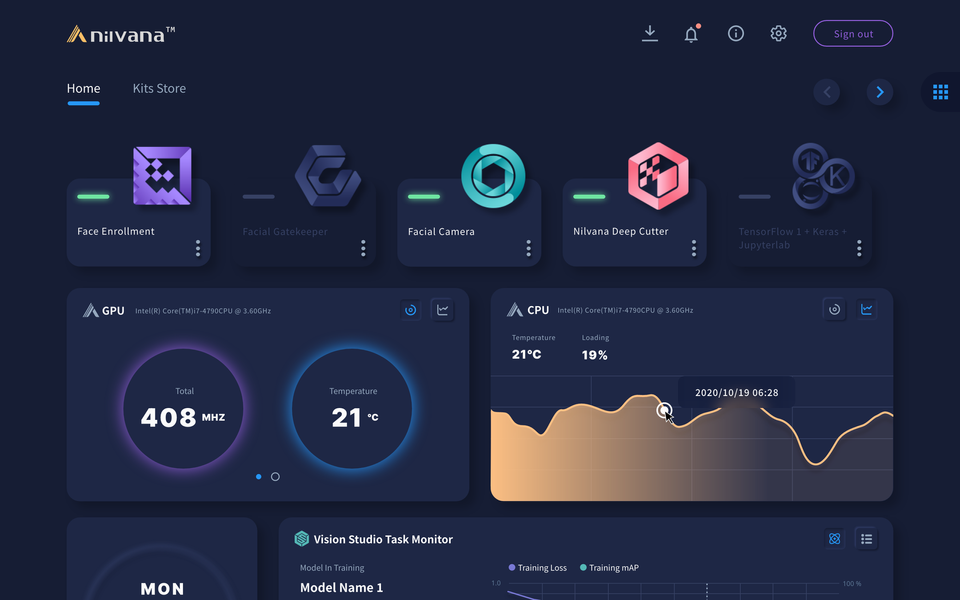 nilvana™
Sign out
Home
Kits Store
Face Enrollment
Facial Gatekeeper
Facial Camera
Nilvana Deep Cutter
TensorFlow 1 + Keras +
Jupyterlab
TF
K
C
GPU
Intel(R) Core(TM)i7-4790CPU @ 3.60GHz
Total
408 MHZ
Temperature
21 °C
CPU
Intel(R) Core(TM)i7-4790CPU @ 3.60GHz
Temperature
21°C
Loading
19%
2020/10/19 06:28
MON
Vision Studio Task Monitor
Model In Training
Model Name 1
Training Loss
Training mAP
1.0
100 %